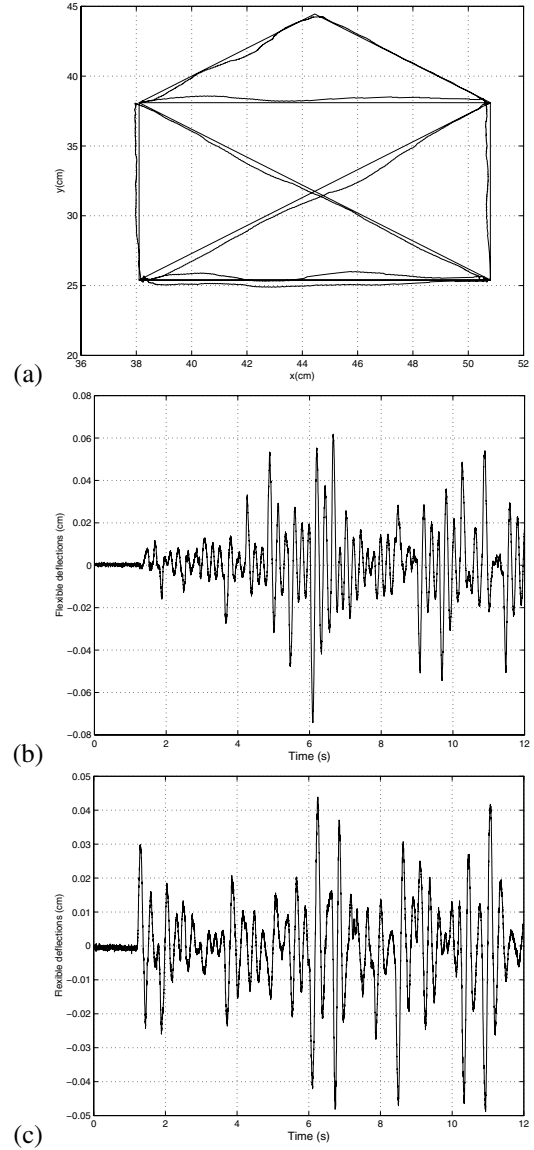 45
40
35
30
25
20
y(cm)
36 38 40 42 44 46 48 50 52
x(cm)
(a)
0.08
0.06
0.04
0.02
0
−0.02
−0.04
−0.06
−0.08
Flexible deflections (cm)
0 2 4 6 8 10 12
Time (s)
(b)
0.05
0.04
0.03
0.02
0.01
0
−0.01
−0.02
−0.03
−0.04
−0.05
Flexible deflections (cm)
0 2 4 6 8 10 12
Time (s)
(c)